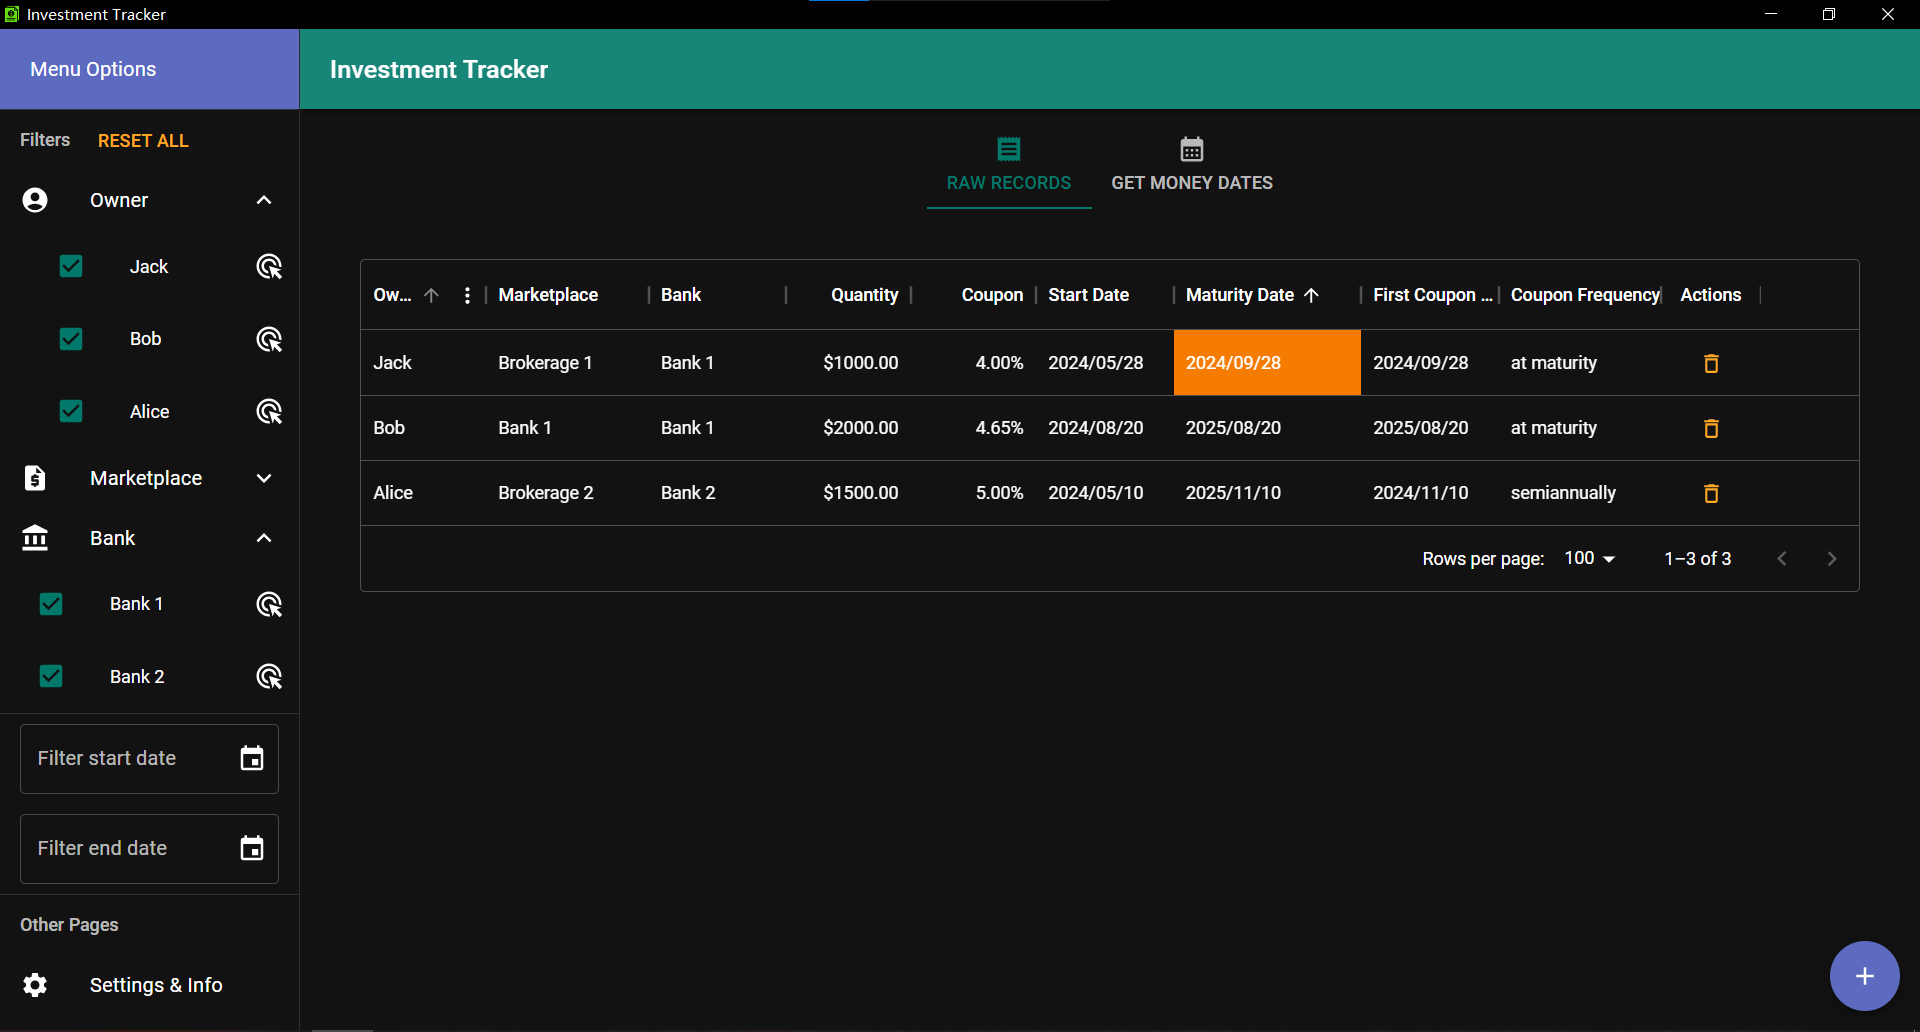 Investment Tracker
Menu Options
Investment Tracker
Filters RESET ALL
Owner
Jack
Bob
Alice
Marketplace
Bank
Bank 1
Bank 2
Filter start date
Filter end date
Other Pages
Settings & Info
RAW RECORDS GET MONEY DATES
Ow... Marketplace Bank Quantity Coupon Start Date Maturity Date First Coupon ... Coupon Frequency Actions
Jack Brokerage 1 Bank 1 $1000.00 4.00% 2024/05/28 2024/09/28 2024/09/28 at maturity
Bob Bank 1 Bank 1 $2000.00 4.65% 2024/08/20 2025/08/20 2025/08/20 at maturity
Alice Brokerage 2 Bank 2 $1500.00 5.00% 2024/05/10 2025/11/10 2024/11/10 semiannually
Rows per page: 100 1–3 of 3